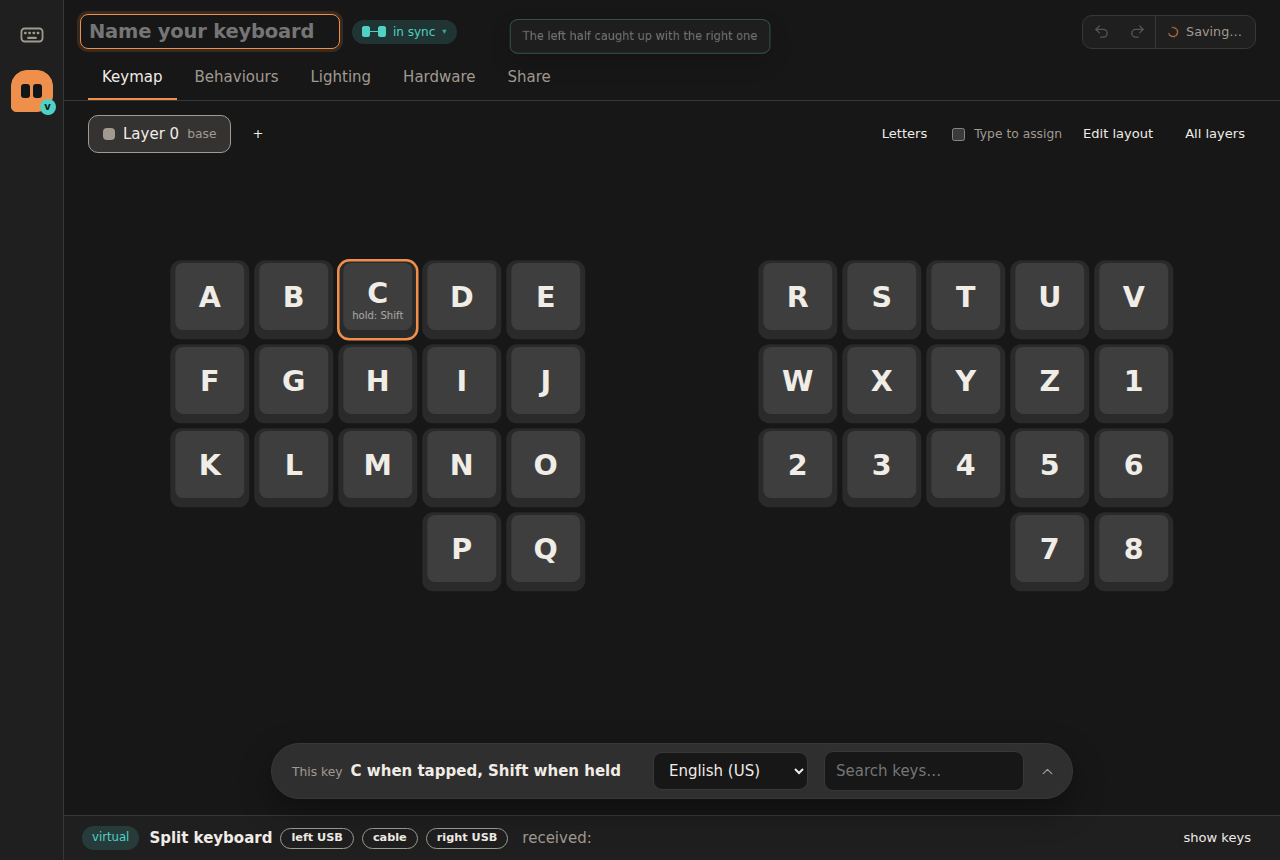 Name your keyboard
in sync
The left half caught up with the right one
Saving...
v
Keymap Behaviours Lighting Hardware Share
Layer 0 base +
Letters Type to assign Edit layout All layers
A B C D E R S T U V
hold: Shift
F G H I J W X Y Z 1
K L M N O 2 3 4 5 6
P Q 7 8
This key C when tapped, Shift when held English (US) Search keys...
virtual Split keyboard left USB cable right USB received: show keys